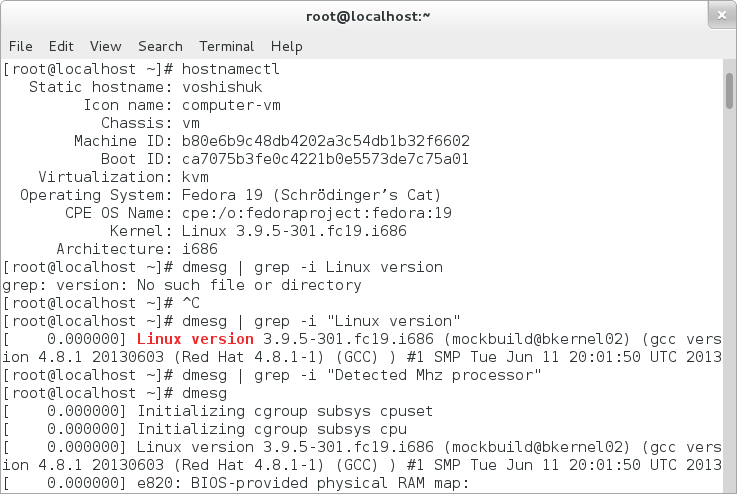 root@localhost:~
File Edit View Search Terminal Help
[root@localhost ~]# hostnamectl
   Static hostname: voshishuk
         Icon name: computer-vm
           Chassis: vm
        Machine ID: b80e6b9c48db4202a3c54db1b32f6602
           Boot ID: ca7075b3fe0c4221b0e5573de7c75a01
    Virtualization: kvm
  Operating System: Fedora 19 (Schrödinger’s Cat)
       CPE OS Name: cpe:/o:fedoraproject:fedora:19
            Kernel: Linux 3.9.5-301.fc19.i686
      Architecture: i686
[root@localhost ~]# dmesg | grep -i Linux version
grep: version: No such file or directory
[root@localhost ~]# ^C
[root@localhost ~]# dmesg | grep -i "Linux version"
[    0.000000] Linux version 3.9.5-301.fc19.i686 (mockbuild@bkernel02) (gcc vers
ion 4.8.1 20130603 (Red Hat 4.8.1-1) (GCC) ) #1 SMP Tue Jun 11 20:01:50 UTC 2013
[root@localhost ~]# dmesg | grep -i "Detected Mhz processor"
[root@localhost ~]# dmesg
[    0.000000] Initializing cgroup subsys cpuset
[    0.000000] Initializing cgroup subsys cpu
[    0.000000] Linux version 3.9.5-301.fc19.i686 (mockbuild@bkernel02) (gcc vers
ion 4.8.1 20130603 (Red Hat 4.8.1-1) (GCC) ) #1 SMP Tue Jun 11 20:01:50 UTC 2013
[    0.000000] e820: BIOS-provided physical RAM map: